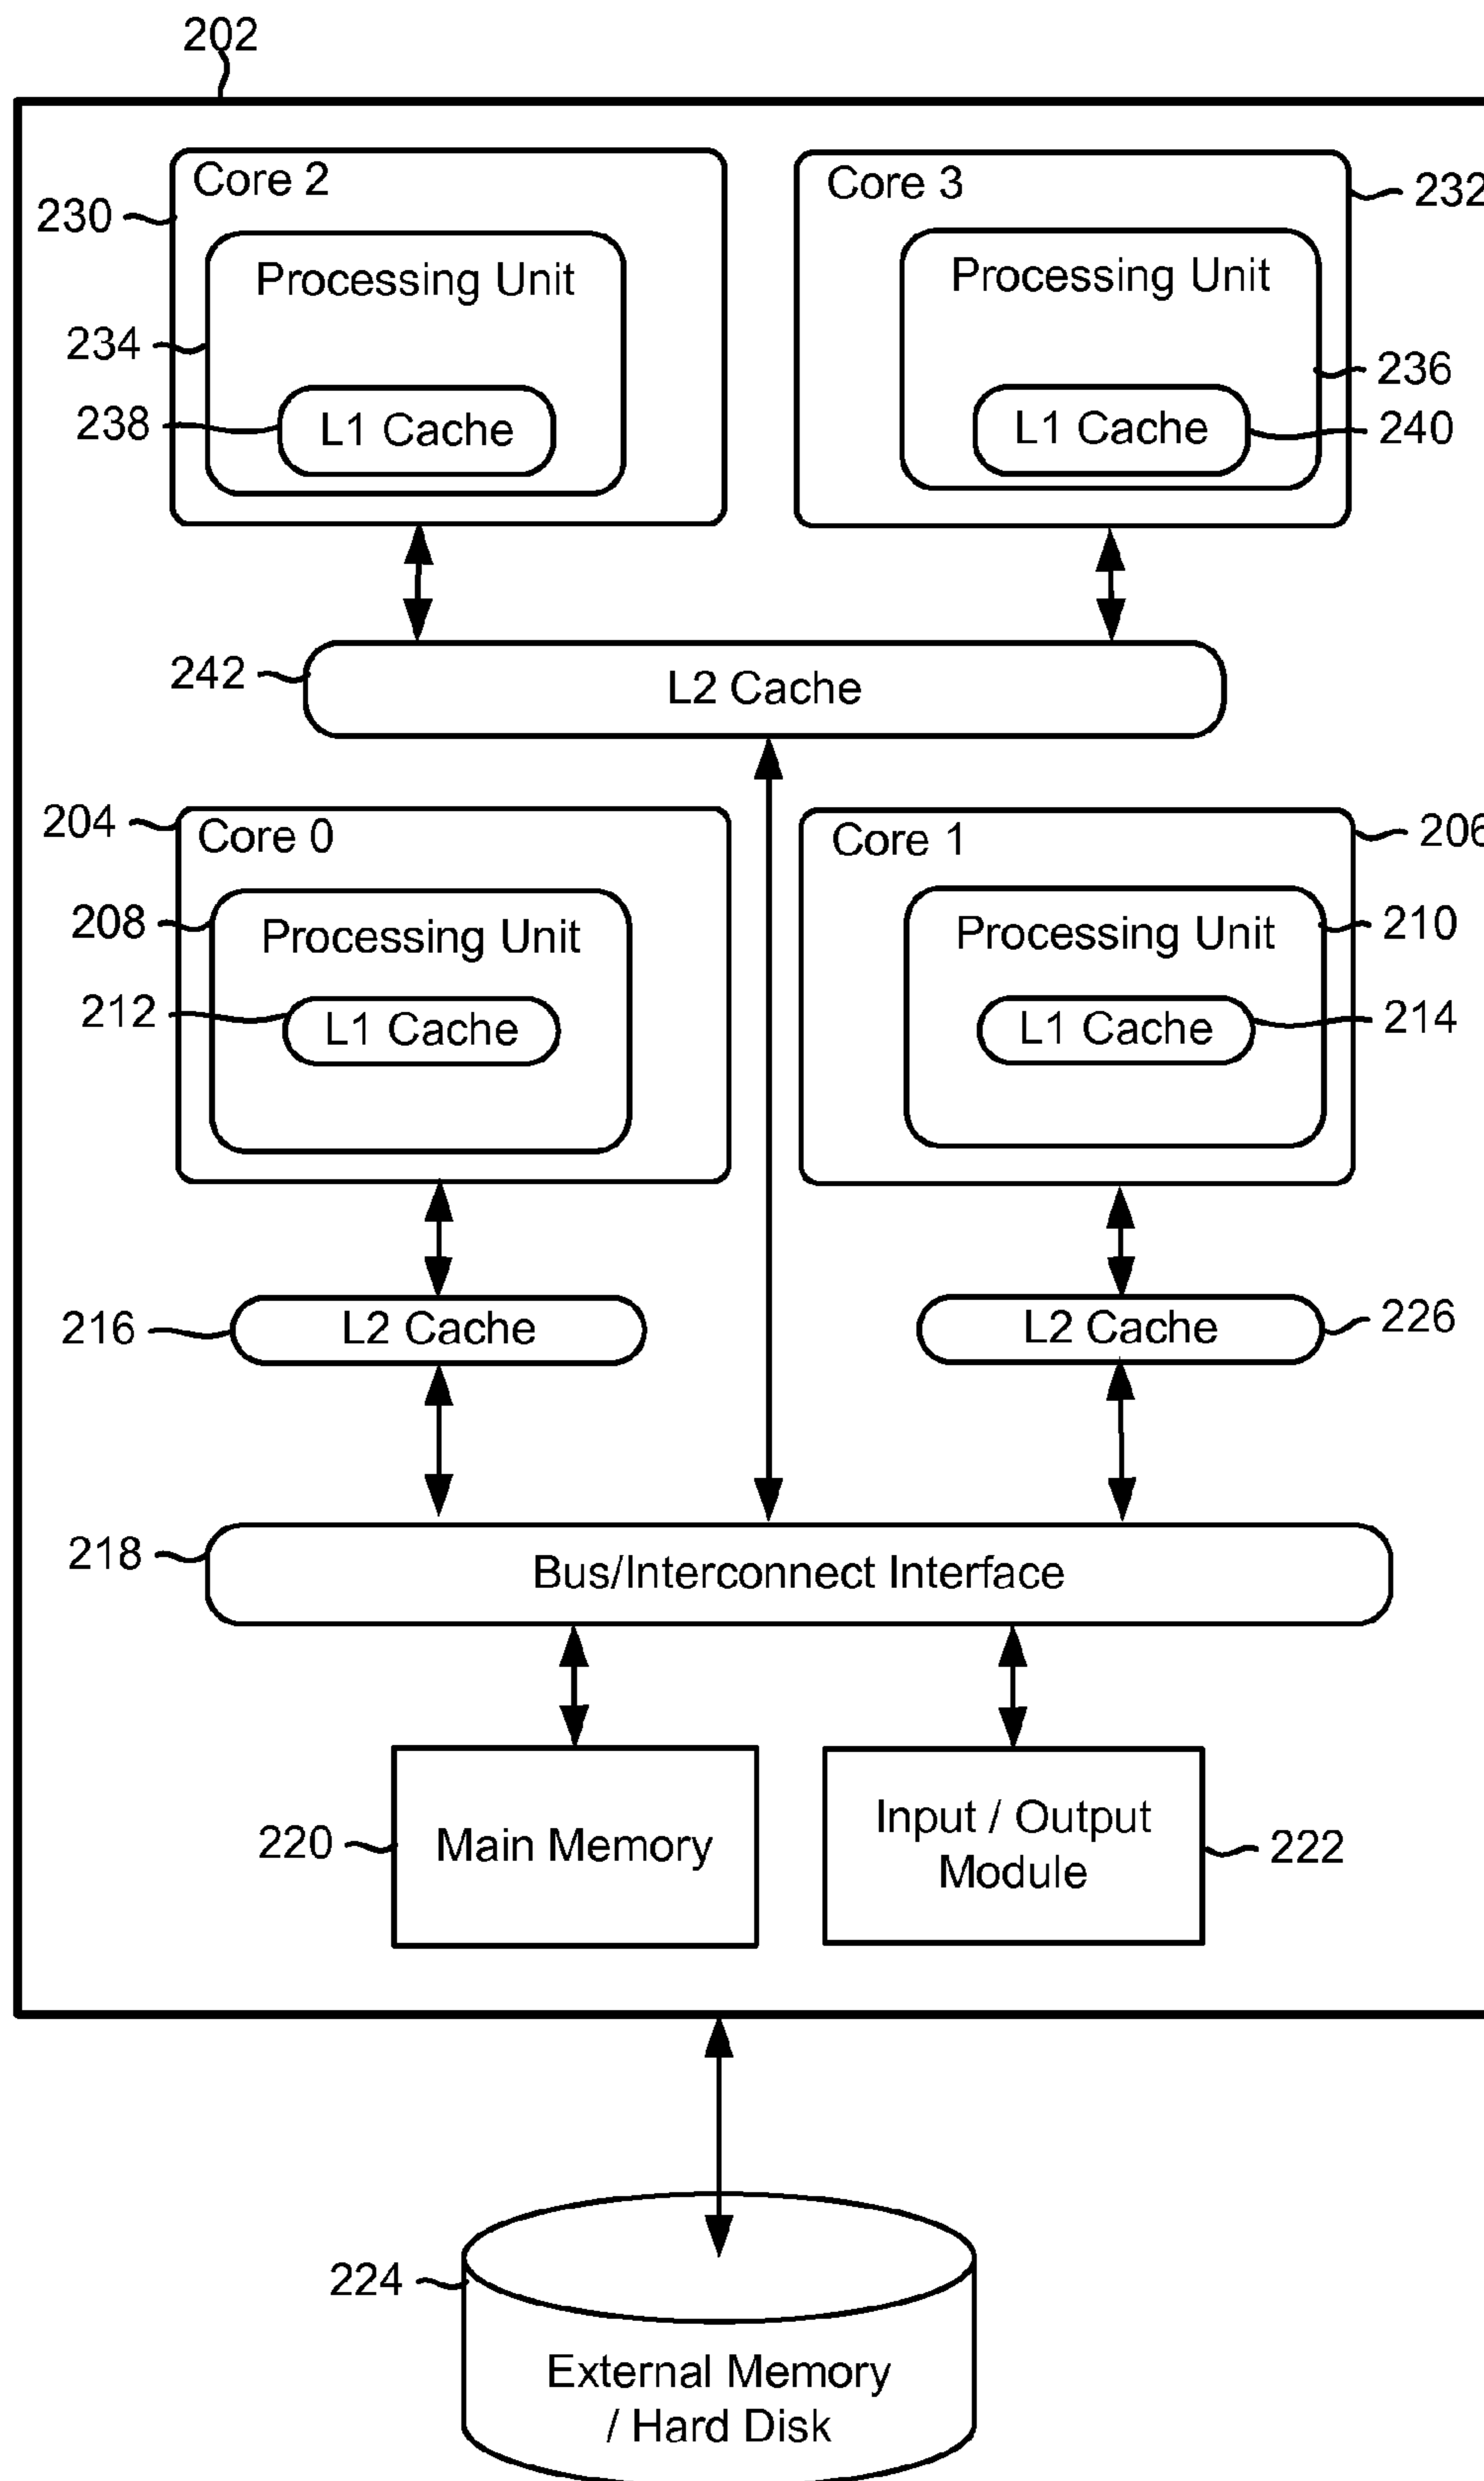 202
Core 2
Core 3
230
232
Processing Unit
Processing Unit
234
236
238
L1 Cache
L1 Cache
240
242
L2 Cache
204
Core 0
Core 1
206
208
Processing Unit
Processing Unit
210
212
L1 Cache
L1 Cache
214
216
L2 Cache
L2 Cache
226
218
Bus/Interconnect Interface
220
Main Memory
Input / Output
Module
222
224
External Memory
/ Hard Disk